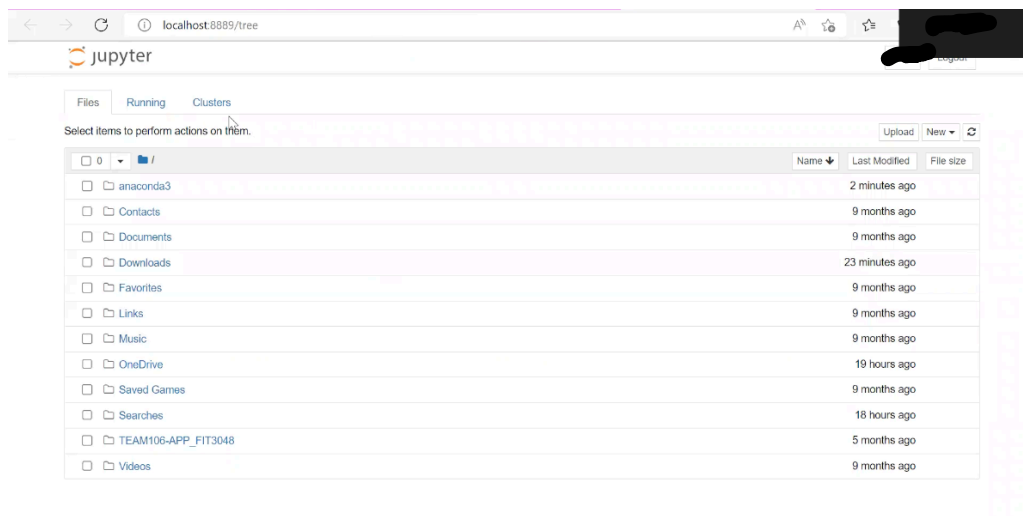 localhost:8889/tree
jupyter
Logout
Files Running Clusters
Select items to perform actions on them.
Upload New
0 / Name Last Modified File size
anaconda3 2 minutes ago
Contacts 9 months ago
Documents 9 months ago
Downloads 23 minutes ago
Favorites 9 months ago
Links 9 months ago
Music 9 months ago
OneDrive 19 hours ago
Saved Games 9 months ago
Searches 18 hours ago
TEAM106-APP_FIT3048 5 months ago
Videos 9 months ago